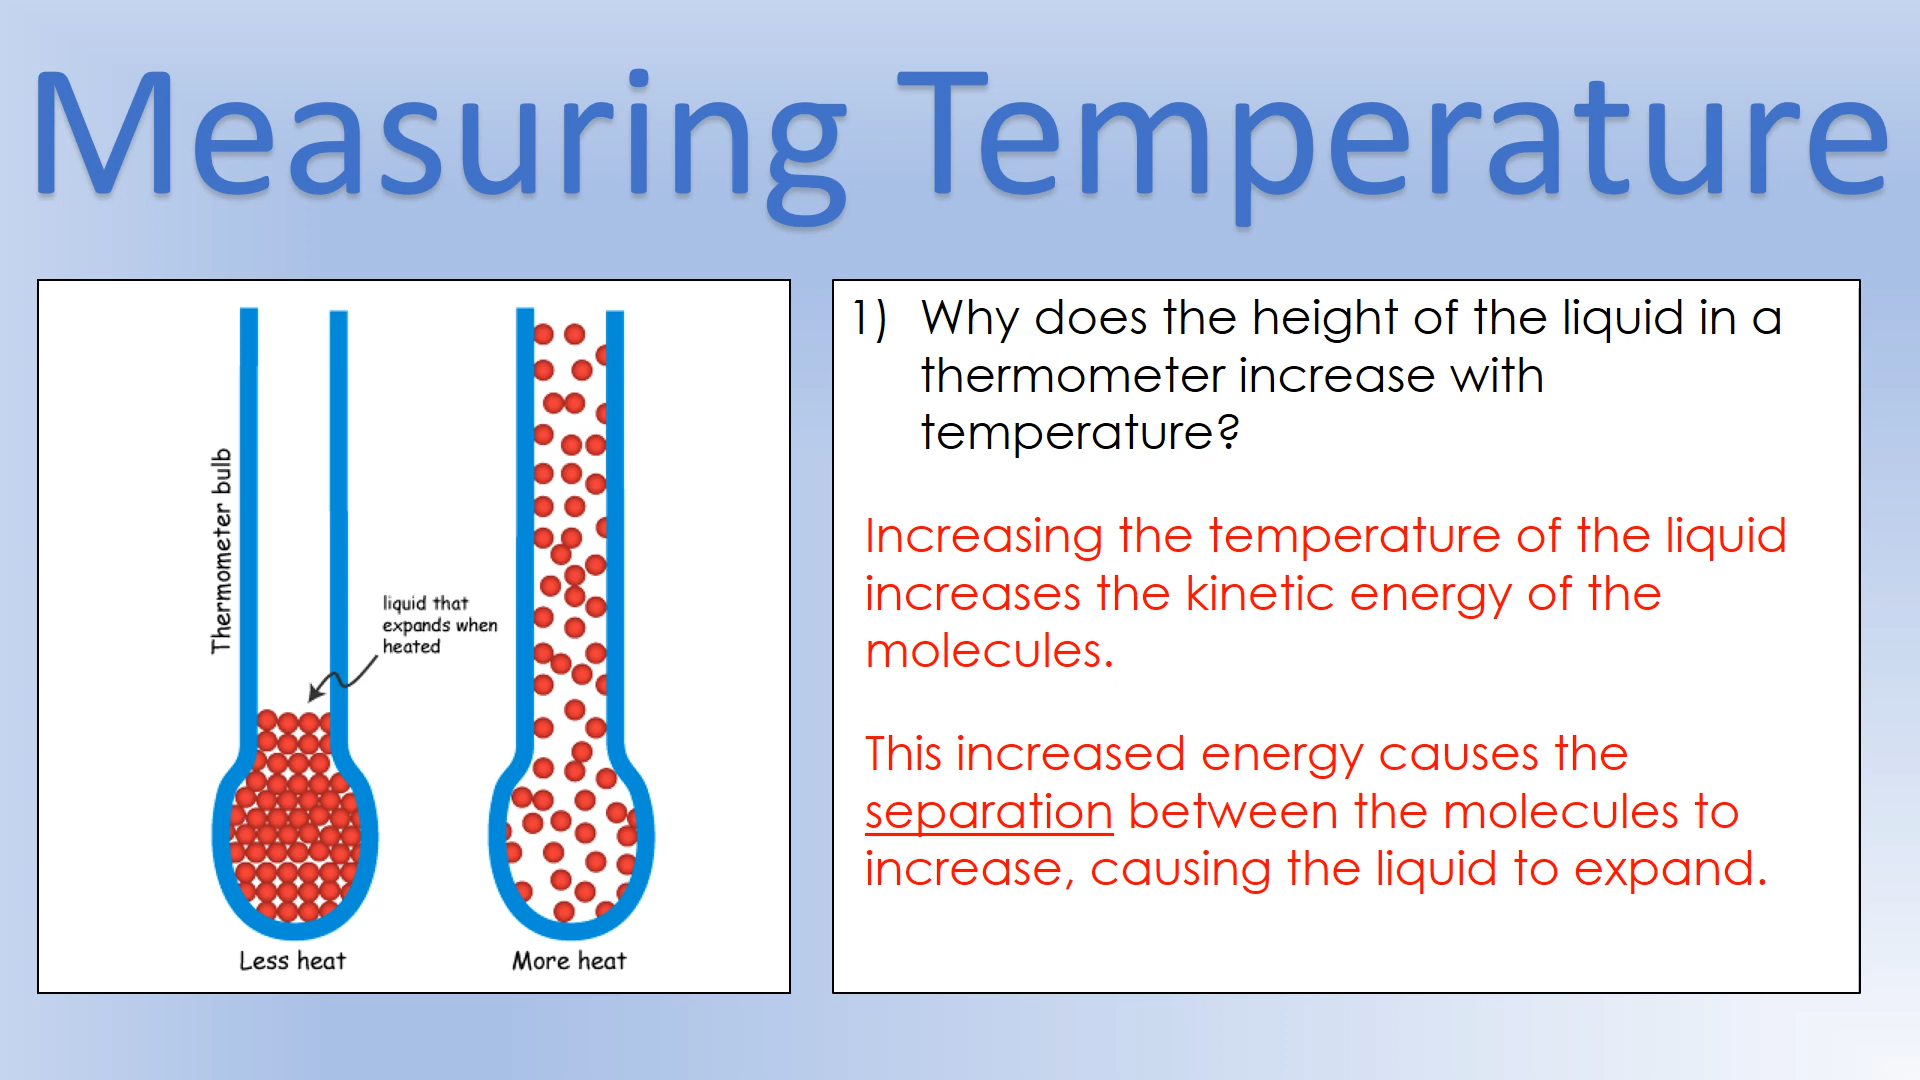 Measuring Temperature
Thermometer bulb
liquid that
expands when
heated
Less heat
More heat
1) Why does the height of the liquid in a
thermometer increase with
temperature?
Increasing the temperature of the liquid
increases the kinetic energy of the
molecules.
This increased energy causes the
separation between the molecules to
increase, causing the liquid to expand.